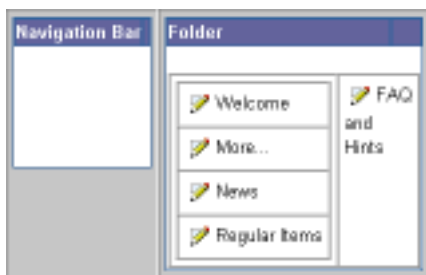 Navigation Bar
Folder
Welcome
More...
News
Regular Items
FAQ
and
Hints